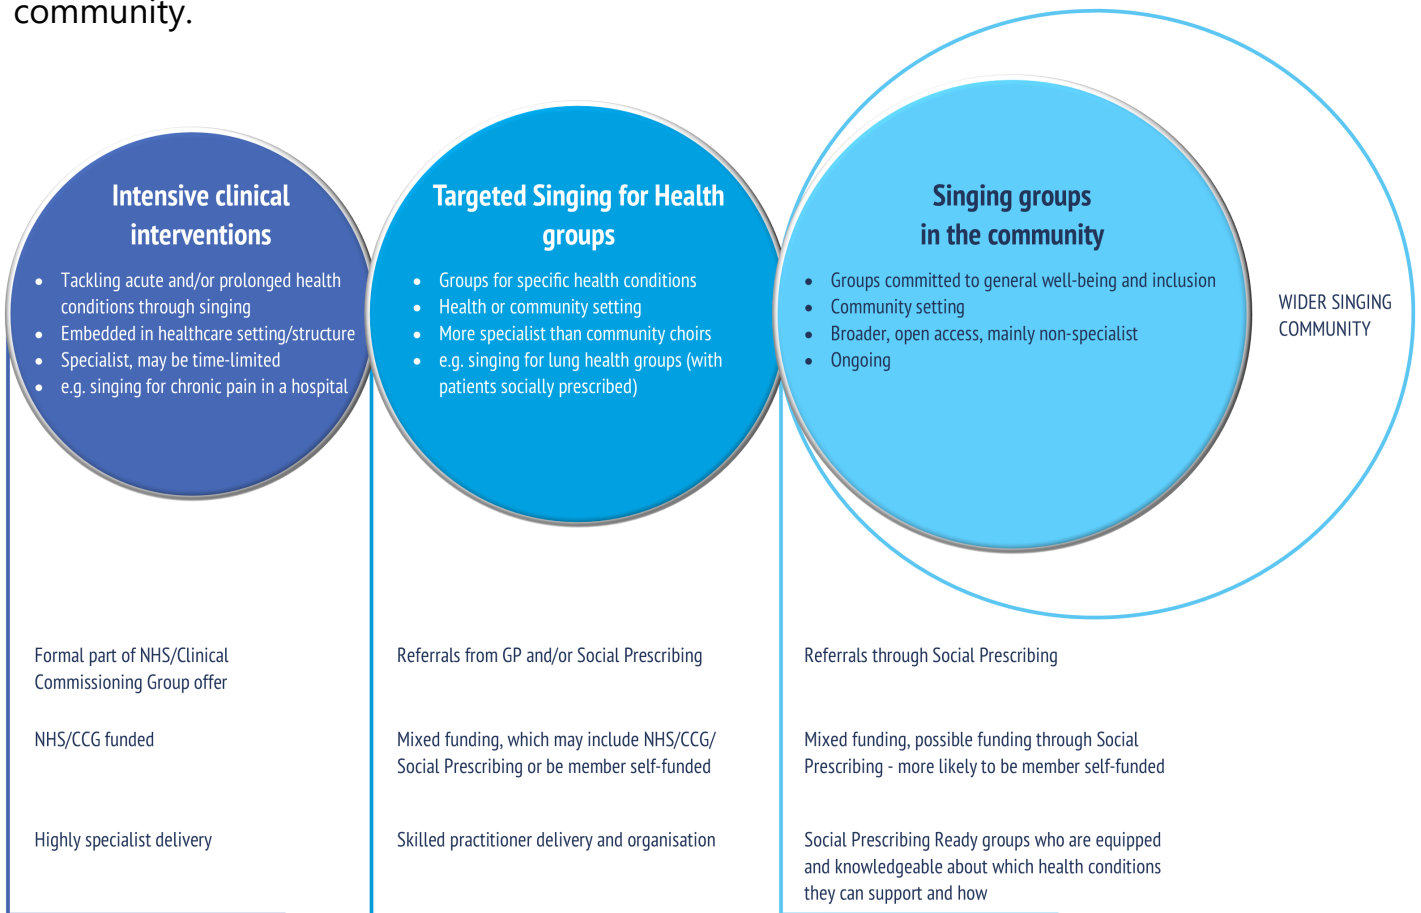 community.
Intensive clinical
interventions
• Tackling acute and/or prolonged health
conditions through singing
• Embedded in healthcare setting/structure
• Specialist, may be time-limited
• e.g. singing for chronic pain in a hospital
Targeted Singing for Health
groups
• Groups for specific health conditions
• Health or community setting
• More specialist than community choirs
• e.g. singing for lung health groups (with
patients socially prescribed)
Singing groups
in the community
• Groups committed to general well-being and inclusion
• Community setting
• Broader, open access, mainly non-specialist
• Ongoing
WIDER SINGING
COMMUNITY
Formal part of NHS/Clinical
Commissioning Group offer
NHS/CCG funded
Highly specialist delivery
Referrals from GP and/or Social Prescribing
Mixed funding, which may include NHS/CCG/
Social Prescribing or be member self-funded
Skilled practitioner delivery and organisation
Referrals through Social Prescribing
Mixed funding, possible funding through Social
Prescribing - more likely to be member self-funded
Social Prescribing Ready groups who are equipped
and knowledgeable about which health conditions
they can support and how